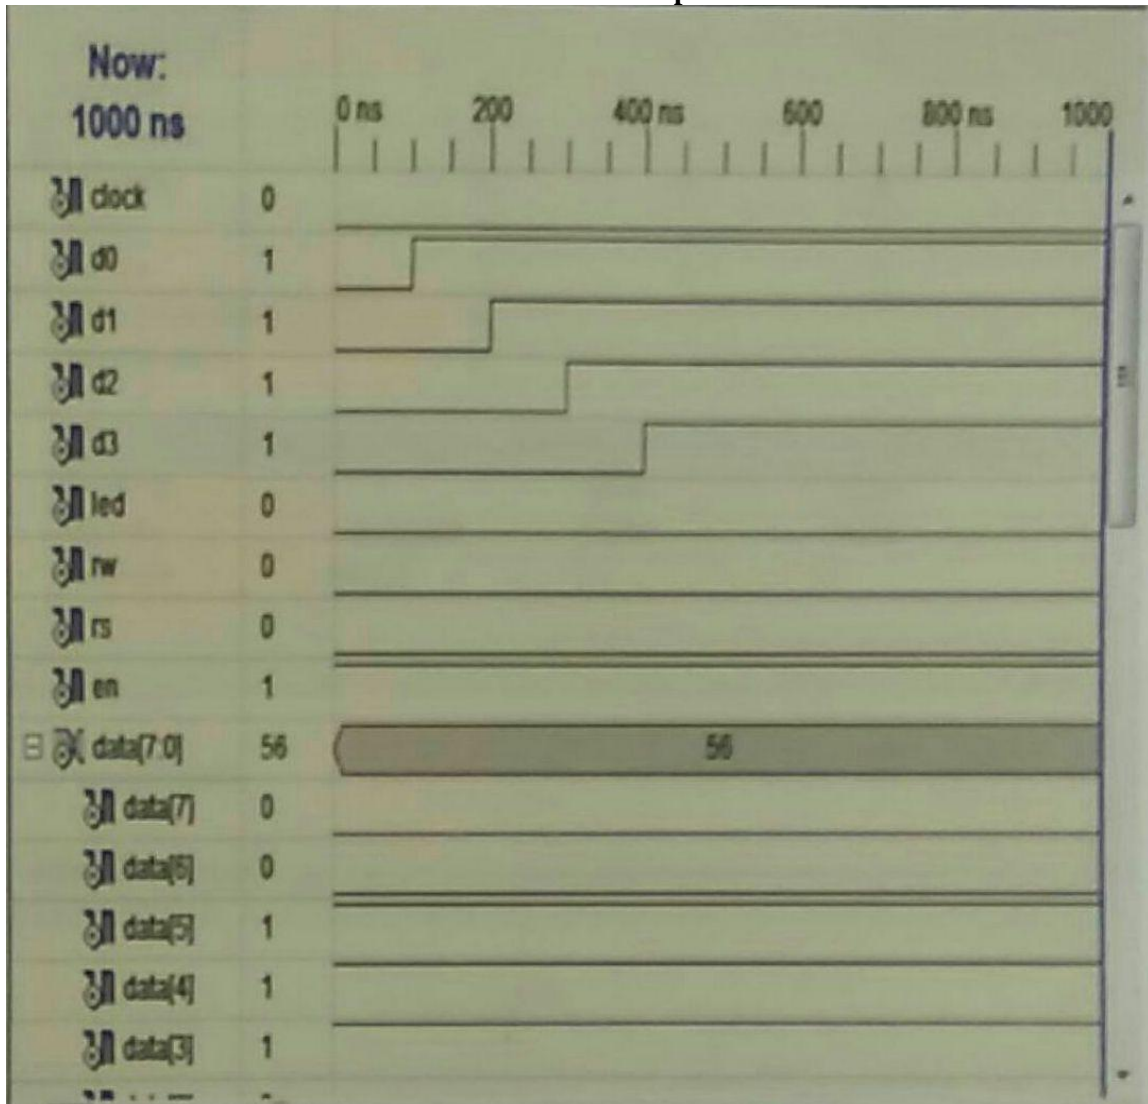 Now:
1000 ns
0 ns 200 400 ns 600 800 ns 1000
clock 0
d0 1
d1 1
d2 1
d3 1
led 0
rw 0
rs 0
en 1
data[7:0] 56 56
data[7] 0
data[6] 0
data[5] 1
data[4] 1
data[3] 1